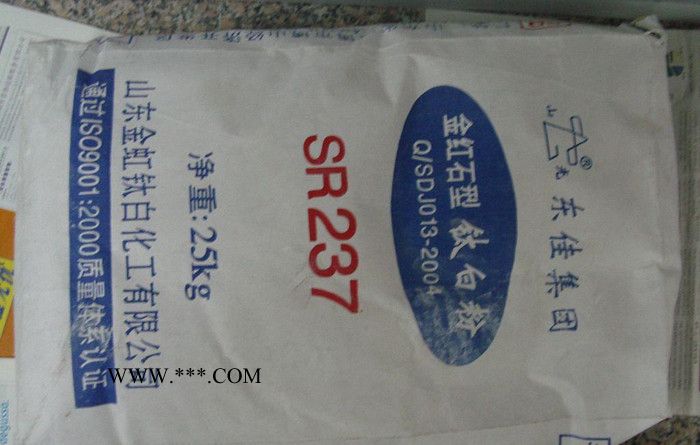 山 ® 光
东佳集团
金红石型 钛白粉
Q/SDJ013-2004
SR237
净重: 25kg
山东金虹钛白化工有限公司
通过ISO9001:2000质量体系认证
WWW.***.COM